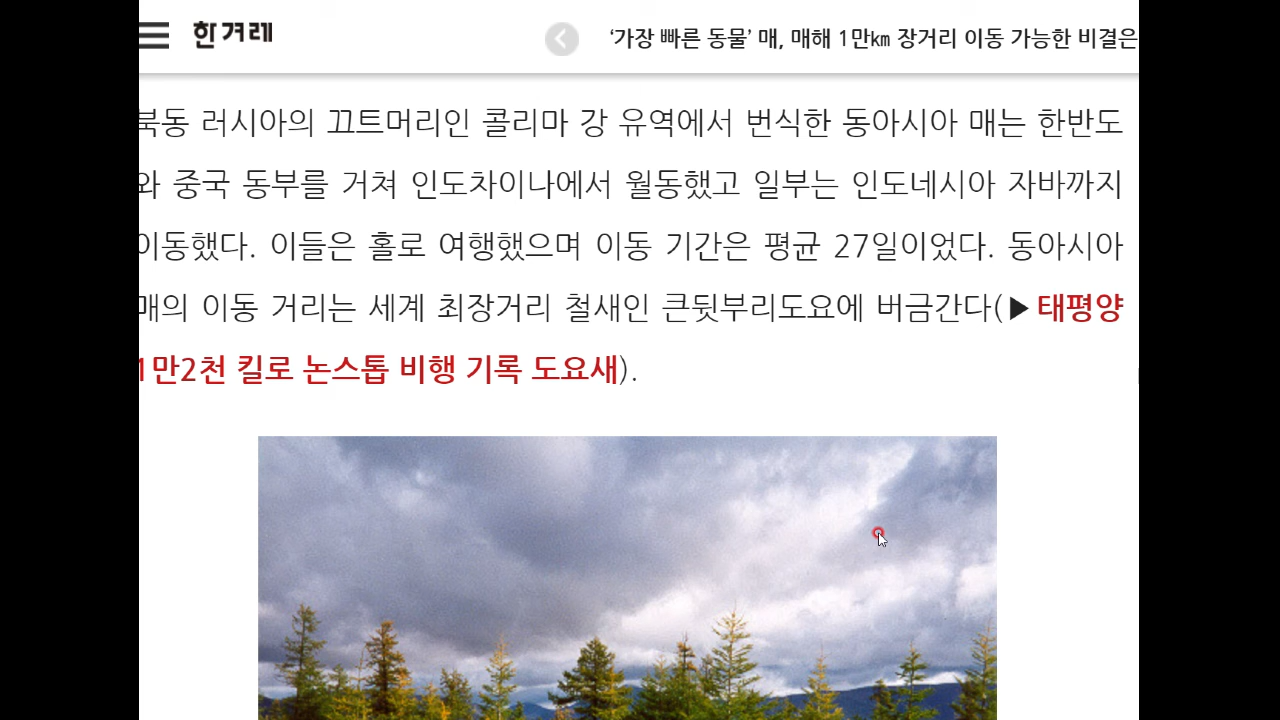 한겨레
‘가장 빠른 동물’ 매, 매해 1만㎞ 장거리 이동 가능한 비결은
북동 러시아의 끄트머리인 콜리마 강 유역에서 번식한 동아시아 매는 한반도
와 중국 동부를 거쳐 인도차이나에서 월동했고 일부는 인도네시아 자바까지
이동했다. 이들은 홀로 여행했으며 이동 기간은 평균 27일이었다. 동아시아
매의 이동 거리는 세계 최장거리 철새인 큰뒷부리도요에 버금간다(▶태평양
1만2천 킬로 논스톱 비행 기록 도요새).